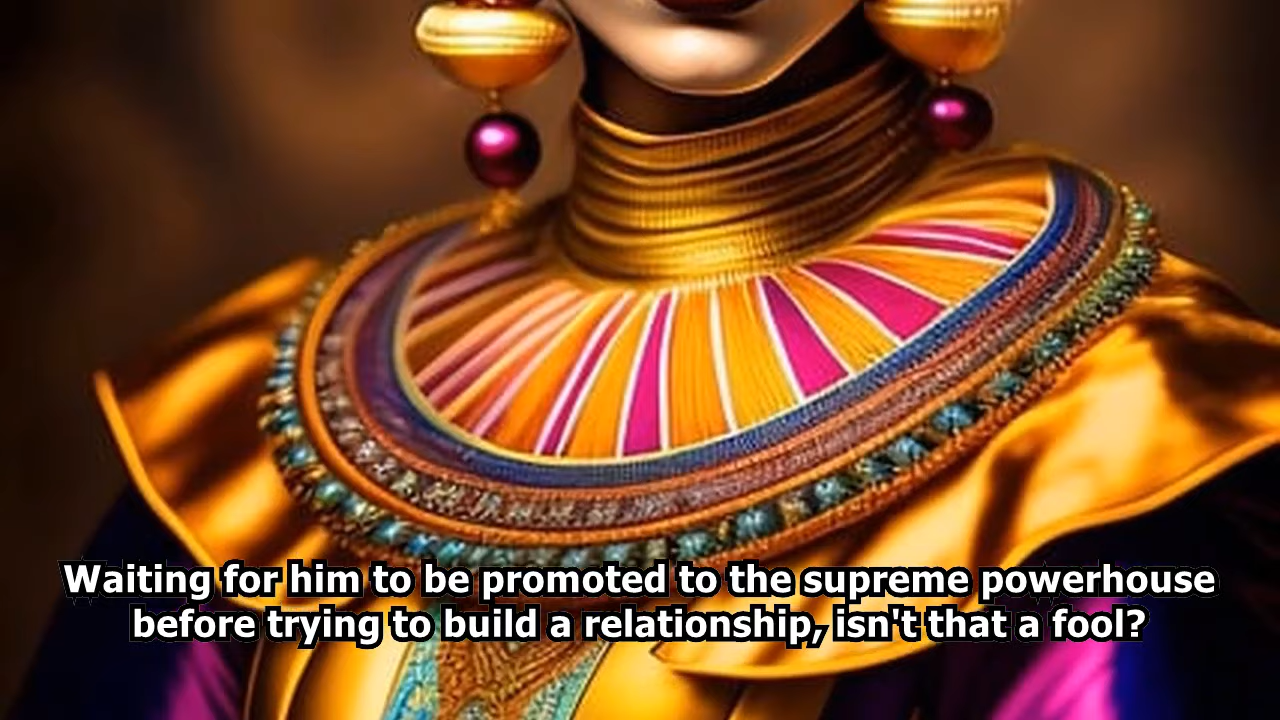 Waiting for him to be promoted to the supreme powerhouse
before trying to build a relationship, isn't that a fool?